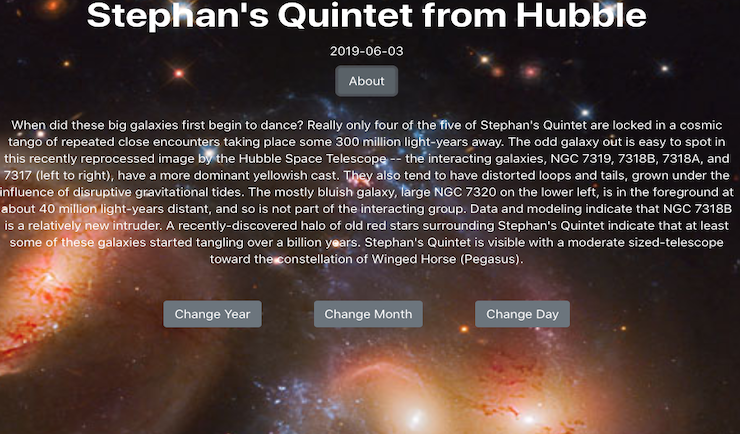 Stephan's Quintet from Hubble
2019-06-03
About
When did these big galaxies first begin to dance? Really only four of the five of Stephan's Quintet are locked in a cosmic
tango of repeated close encounters taking place some 300 million light-years away. The odd galaxy out is easy to spot in
this recently reprocessed image by the Hubble Space Telescope -- the interacting galaxies, NGC 7319, 7318B, 7318A, and
7317 (left to right), have a more dominant yellowish cast. They also tend to have distorted loops and tails, grown under the
influence of disruptive gravitational tides. The mostly bluish galaxy, large NGC 7320 on the lower left, is in the foreground at
about 40 million light-years distant, and so is not part of the interacting group. Data and modeling indicate that NGC 7318B
is a relatively new intruder. A recently-discovered halo of old red stars surrounding Stephan's Quintet indicate that at least
some of these galaxies started tangling over a billion years. Stephan's Quintet is visible with a moderate sized-telescope
toward the constellation of Winged Horse (Pegasus).
Change Year
Change Month
Change Day